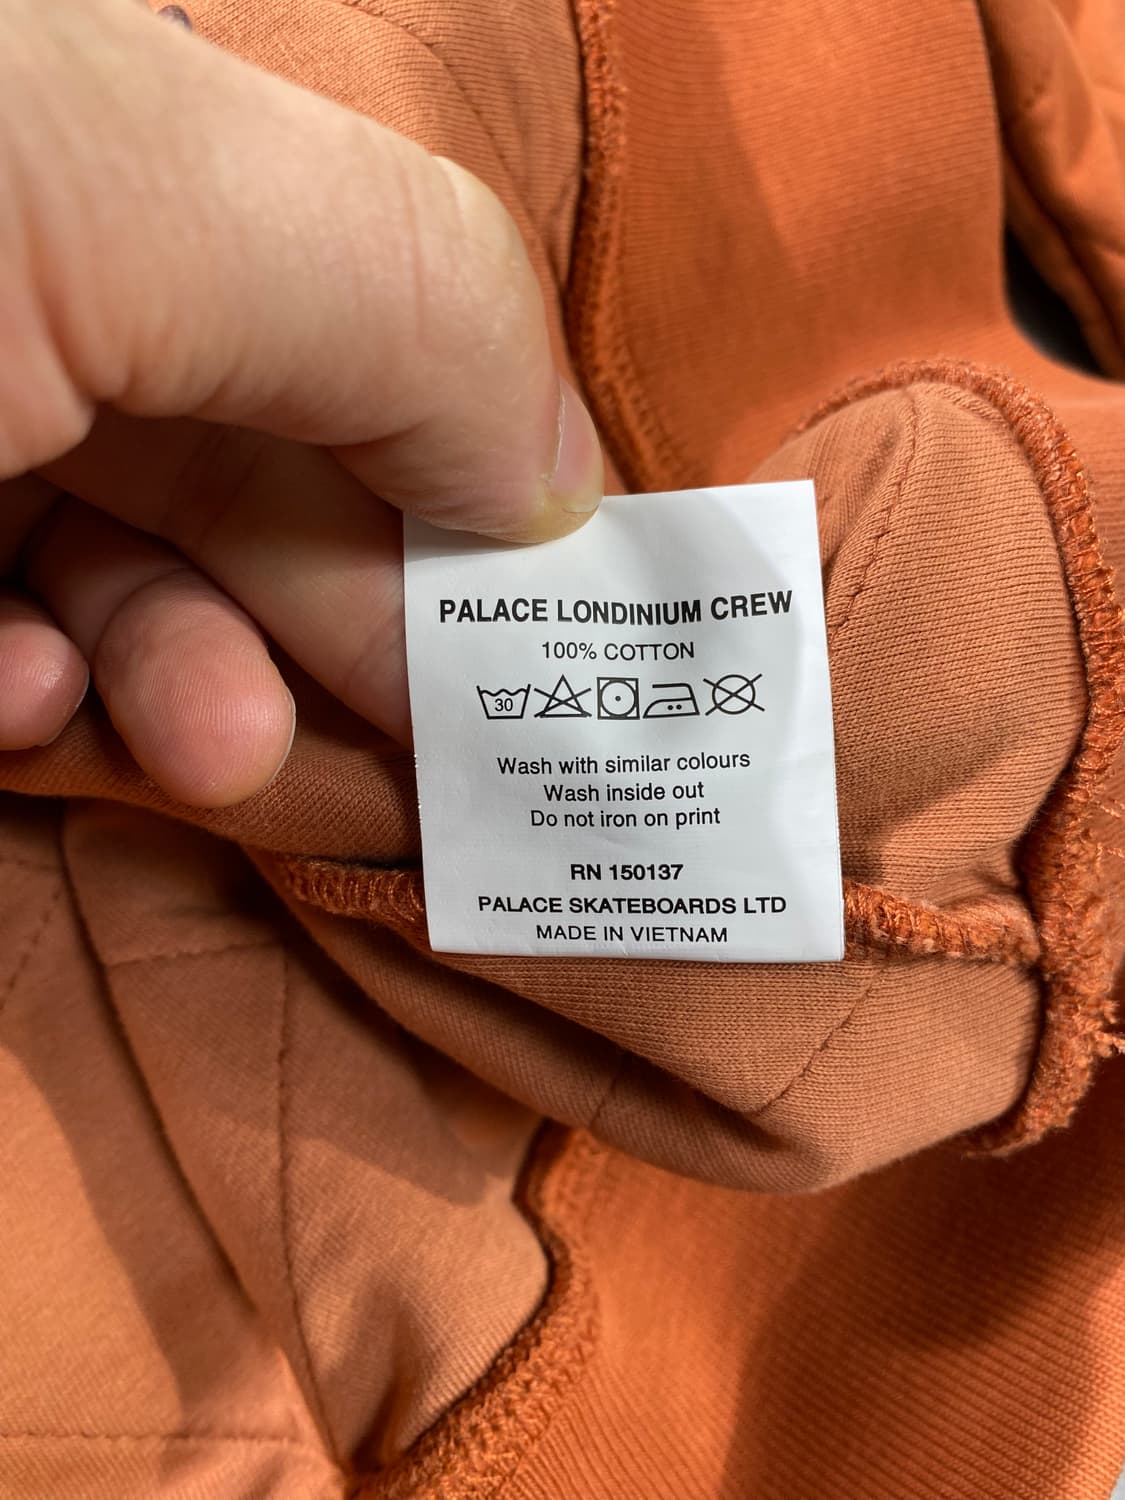 PALACE LONDINIUM CREW
100% COTTON
30
Wash with similar colours
Wash inside out
Do not iron on print
RN 150137
PALACE SKATEBOARDS LTD
MADE IN VIETNAM